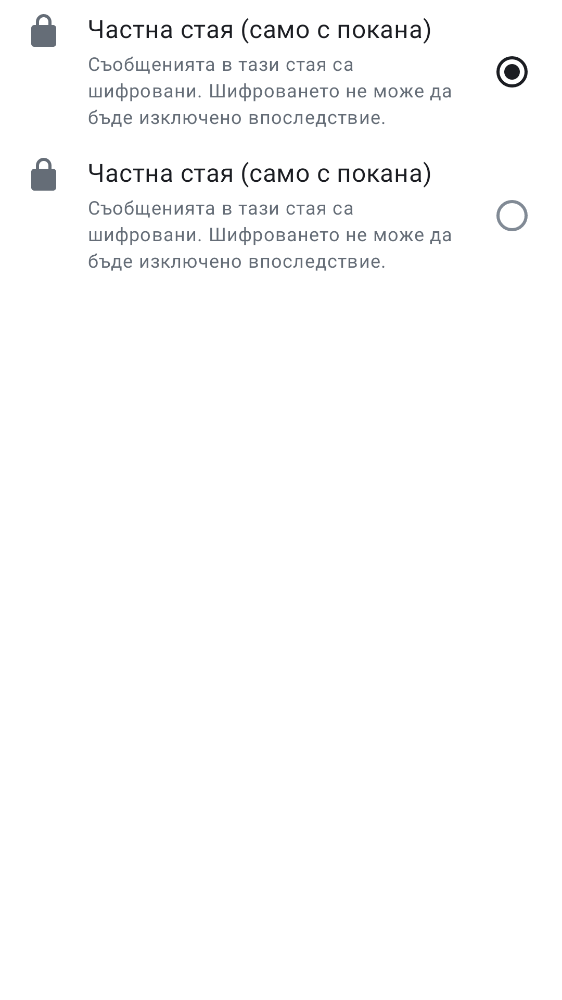 Частна стая (само с покана)
Съобщенията в тази стая са
шифровани. Шифроването не може да
бъде изключено впоследствие.
Частна стая (само с покана)
Съобщенията в тази стая са
шифровани. Шифроването не може да
бъде изключено впоследствие.